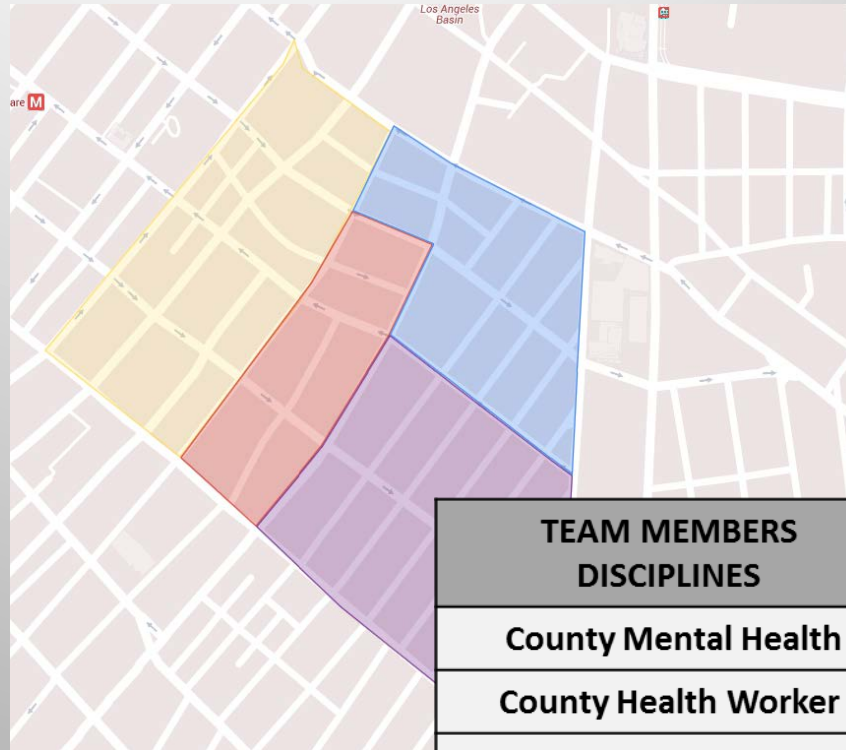 Los Angeles
Basin
are M
TEAM MEMBERS
DISCIPLINES
County Mental Health
County Health Worker